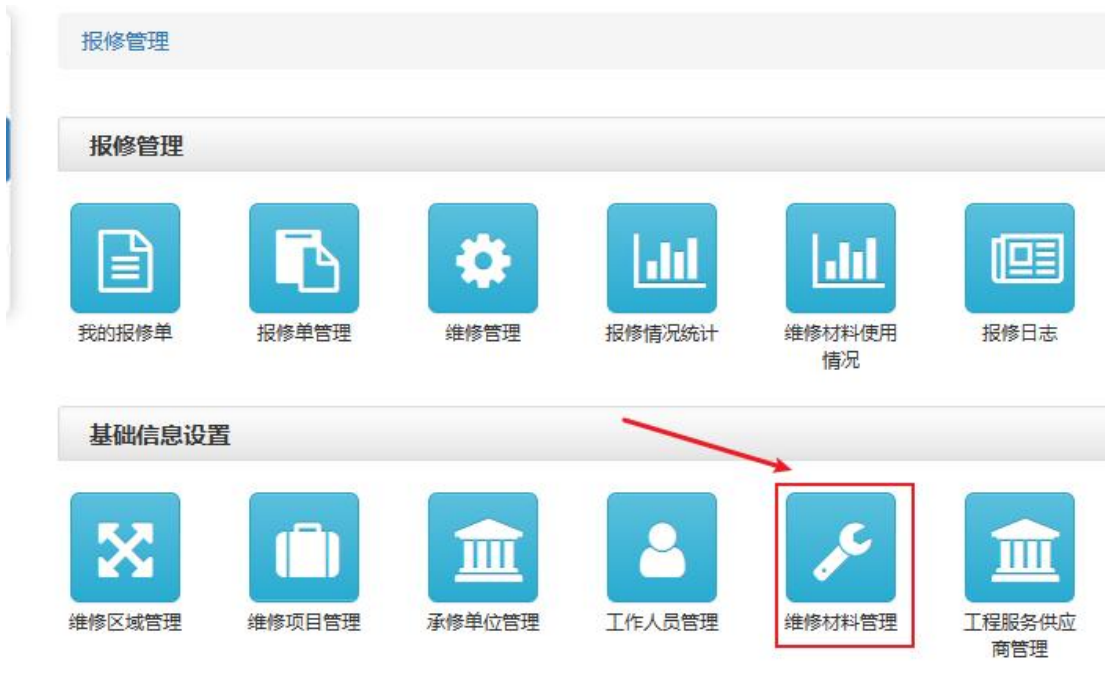 报修管理
报修管理
我的报修单
报修单管理
维修管理
报修情况统计
维修材料使用
情况
报修日志
基础信息设置
维修区域管理
维修项目管理
承修单位管理
工作人员管理
维修材料管理
工程服务供应
商管理